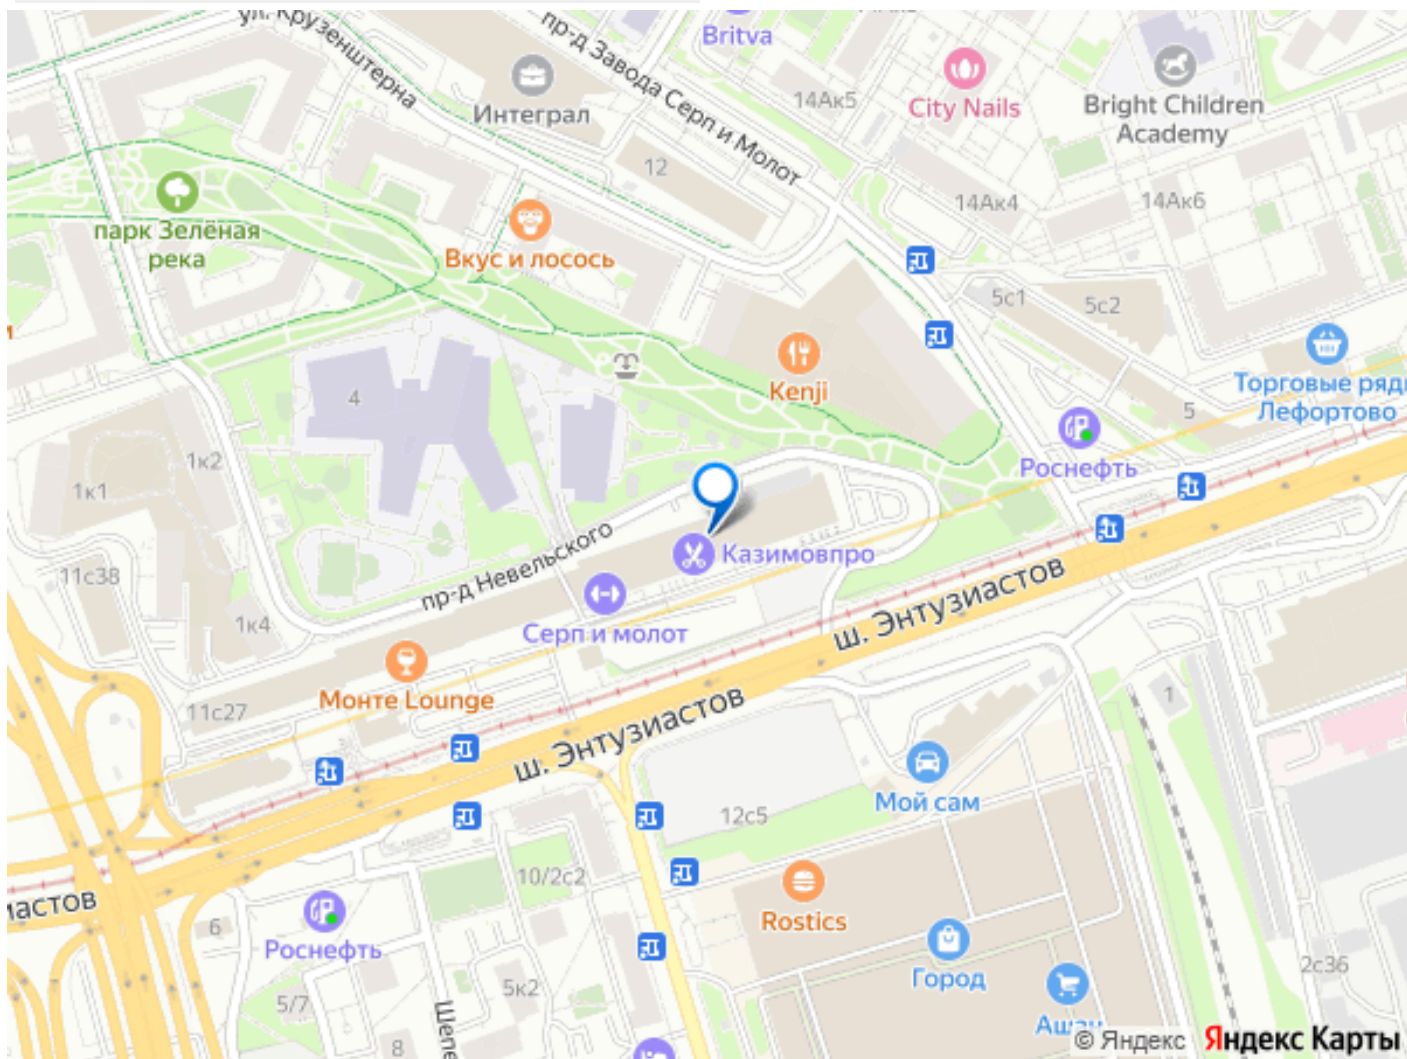 ул. Крузенштерна
пр-д Завода Серп и Молот
Britva
14Ак5
City Nails
Bright Children
Academy
Интеграл
12
14Ак4
14Ак6
парк Зелёная
река
Вкус и лосось
5с1
5с2
Kenji
Торговые ряды
Лефортово
4
5
Роснефть
1к2
1к1
пр-д Невельского
Казимовпро
11с38
1к4
Серп и молот
ш. Энтузиастов
Монте Lounge
11с27
ш. Энтузиастов
1
Мой сам
12с5
10/2с2
Rostics
6
Роснефть
Город
2с36
5/7
5к2
8
Ашан
© Яндекс Яндекс Карты